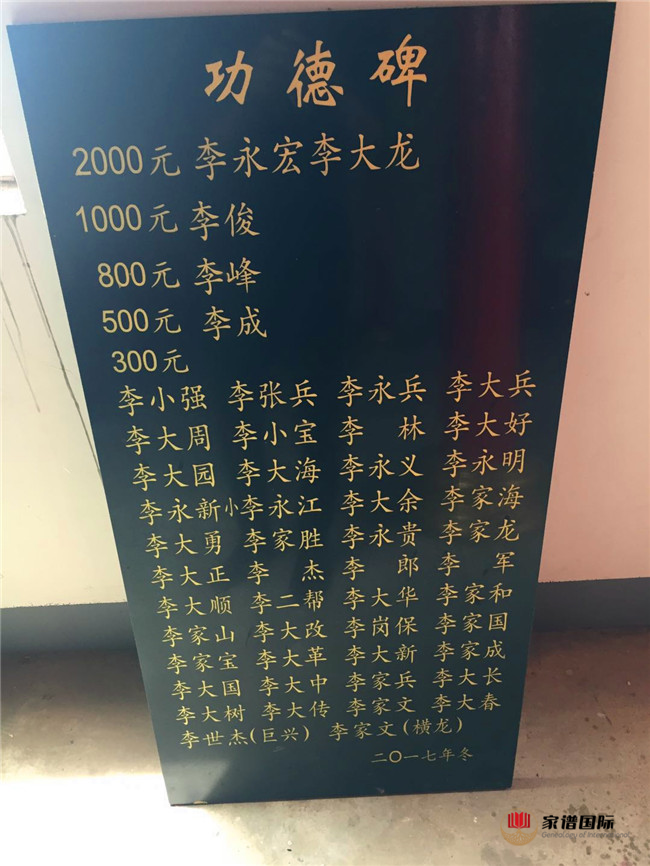 功德碑
2000元 李永宏李大龙
1000元 李俊
800元 李峰
500元 李成
300元
李小强 李张兵 李永兵 李大兵
李大周 李小宝 李 林 李大好
李大园 李大海 李永义 李永明
李永新小李永江 李大余 李家海
李大勇 李家胜 李永贵 李家龙
李大正 李 杰 李 郎 李 军
李大顺 李二帮 李大华 李家和
李家山 李大改 李岗保 李家国
李家宝 李大革 李大新 李家成
李大国 李大中 李家兵 李大长
李大树 李大传 李家文 李大春
李世杰(巨兴) 李家文(横龙)
二〇一七年冬
家谱国际
Genealogy of International